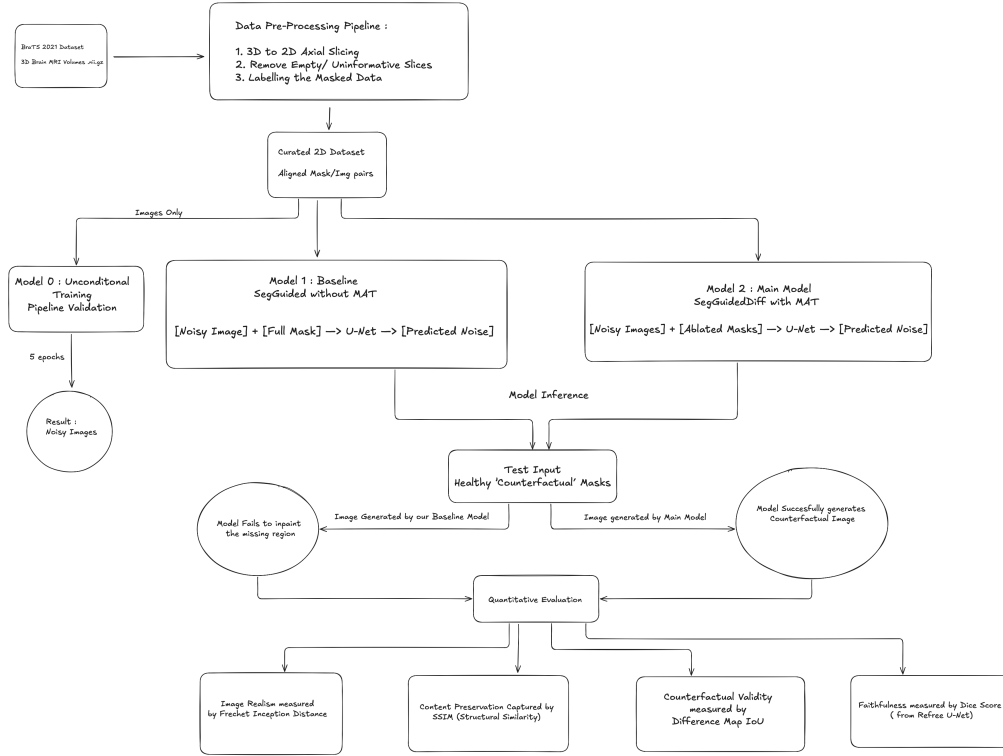 BraTS 2021 Dataset
3D Brain MRI Volumes .nii.gz
Data Pre-Processing Pipeline :
1. 3D to 2D Axial Slicing
2. Remove Empty/ Uninformative Slices
3. Labelling the Masked Data
Curated 2D Dataset
Aligned Mask/Img pairs
Images Only
Model 0 : Unconditonal
Training
Pipeline Validation
Model 1 : Baseline
SegGuided without MAT
[Noisy Image] + [Full Mask] —> U-Net —> [Predicted Noise]
Model 2 : Main Model
SegGuidedDiff with MAT
[Noisy Images] + [Ablated Masks] —> U-Net —> [Predicted Noise]
5 epochs
Result :
Noisy Images
Model Inference
Test Input
Healthy 'Counterfactual' Masks
Image Generated by our Baseline Model
Image generated by Main Model
Model Fails to inpaint
the missing region
Model Succesfully generates
Counterfactual Image
Quantitative Evaluation
Image Realism measured
by Frechet Inception Distance
Content Preservation Captured by
SSIM (Structural Similarity)
Counterfactual Validity
measured by
Difference Map IoU
Faithfulness measured by Dice Score
( from Refree U-Net)